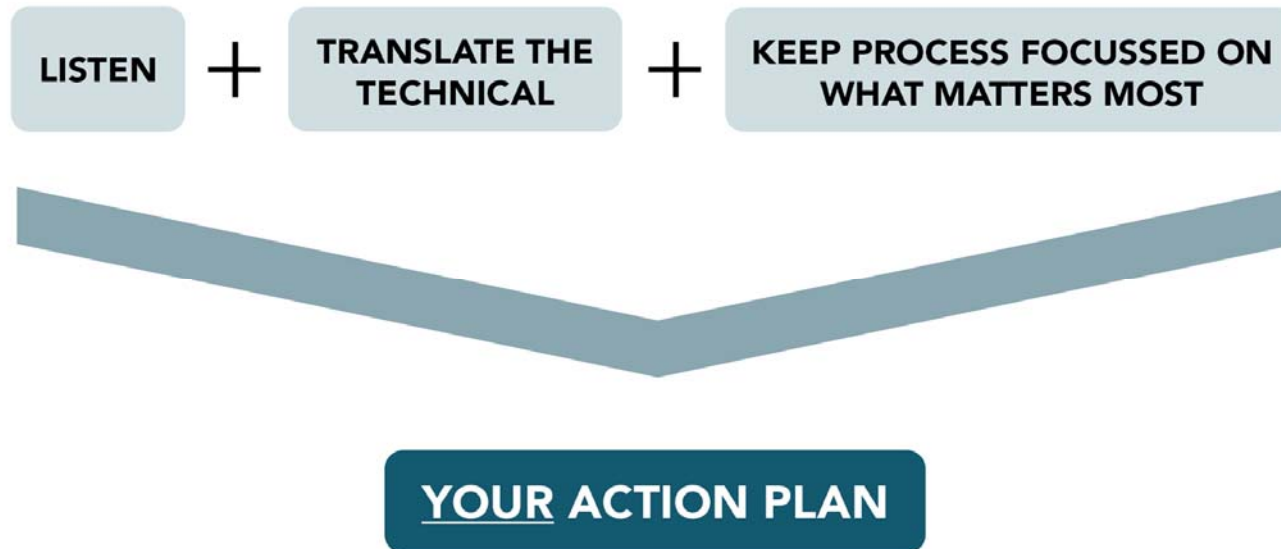 LISTEN + TRANSLATE THE TECHNICAL + KEEP PROCESS FOCUSSED ON WHAT MATTERS MOST
YOUR ACTION PLAN